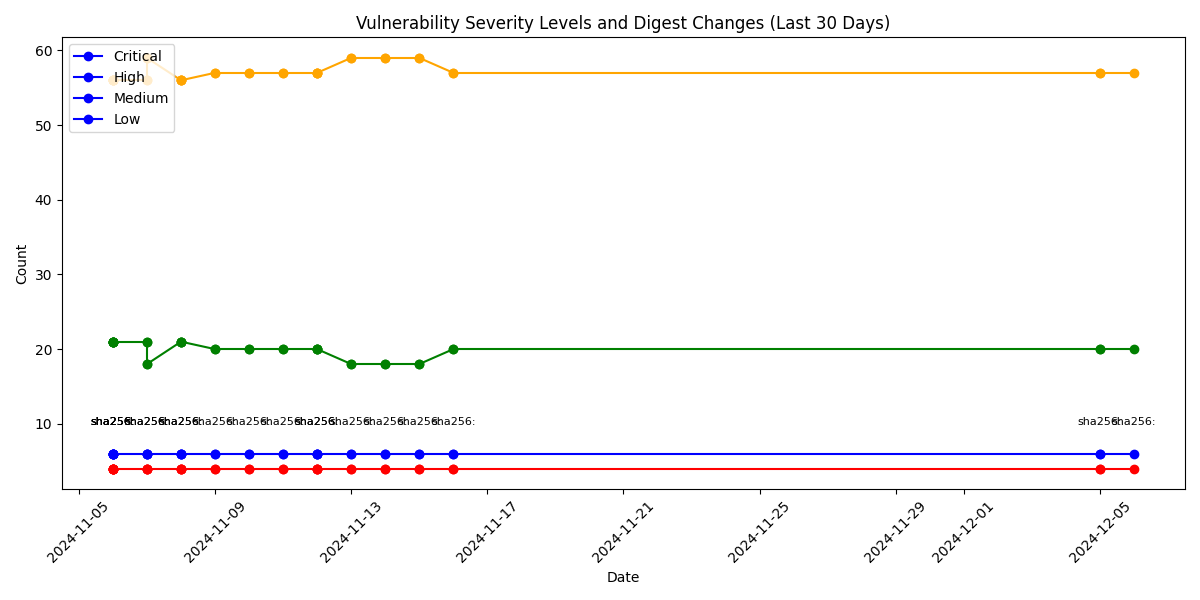 Vulnerability Severity Levels and Digest Changes (Last 30 Days)
Critical
High
Medium
Low
Count
60
50
40
30
20
10
sha256: sha256: sha256: sha256: sha256: sha256: sha256: sha256: sha256: sha256: sha256: sha256: sha256:
2024-11-05
2024-11-09
2024-11-13
2024-11-17
2024-11-21
2024-11-25
2024-11-29
2024-12-01
2024-12-05
Date